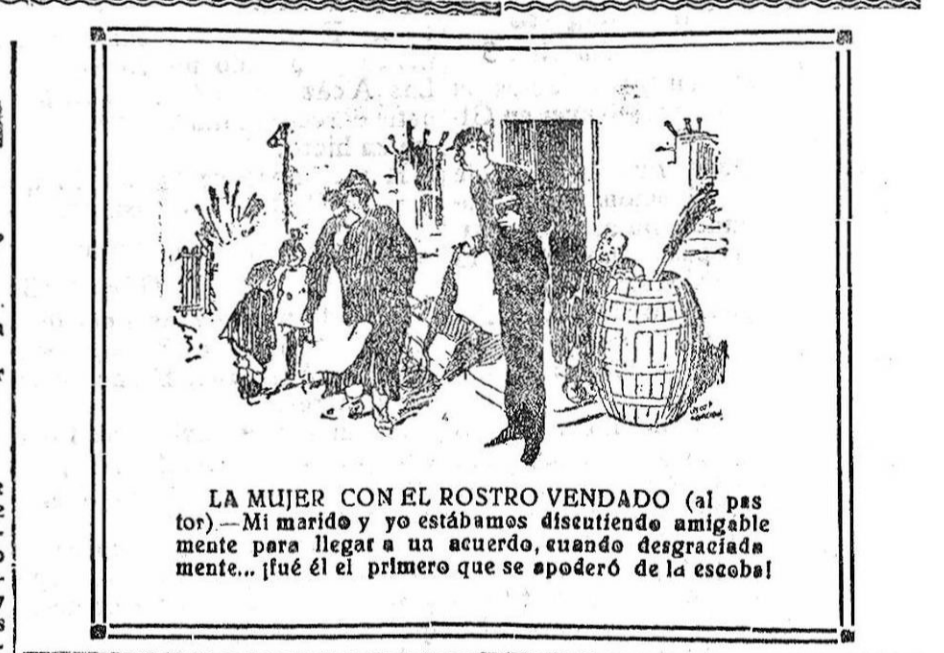 LA MUJER CON EL ROSTRO VENDADO (al pas
tor).—Mi marido y yo estábamos discutiendo amigable
mente para llegar a un acuerdo, cuando desgraciada
mente... ¡fué él el primero que se apoderó de la escoba!